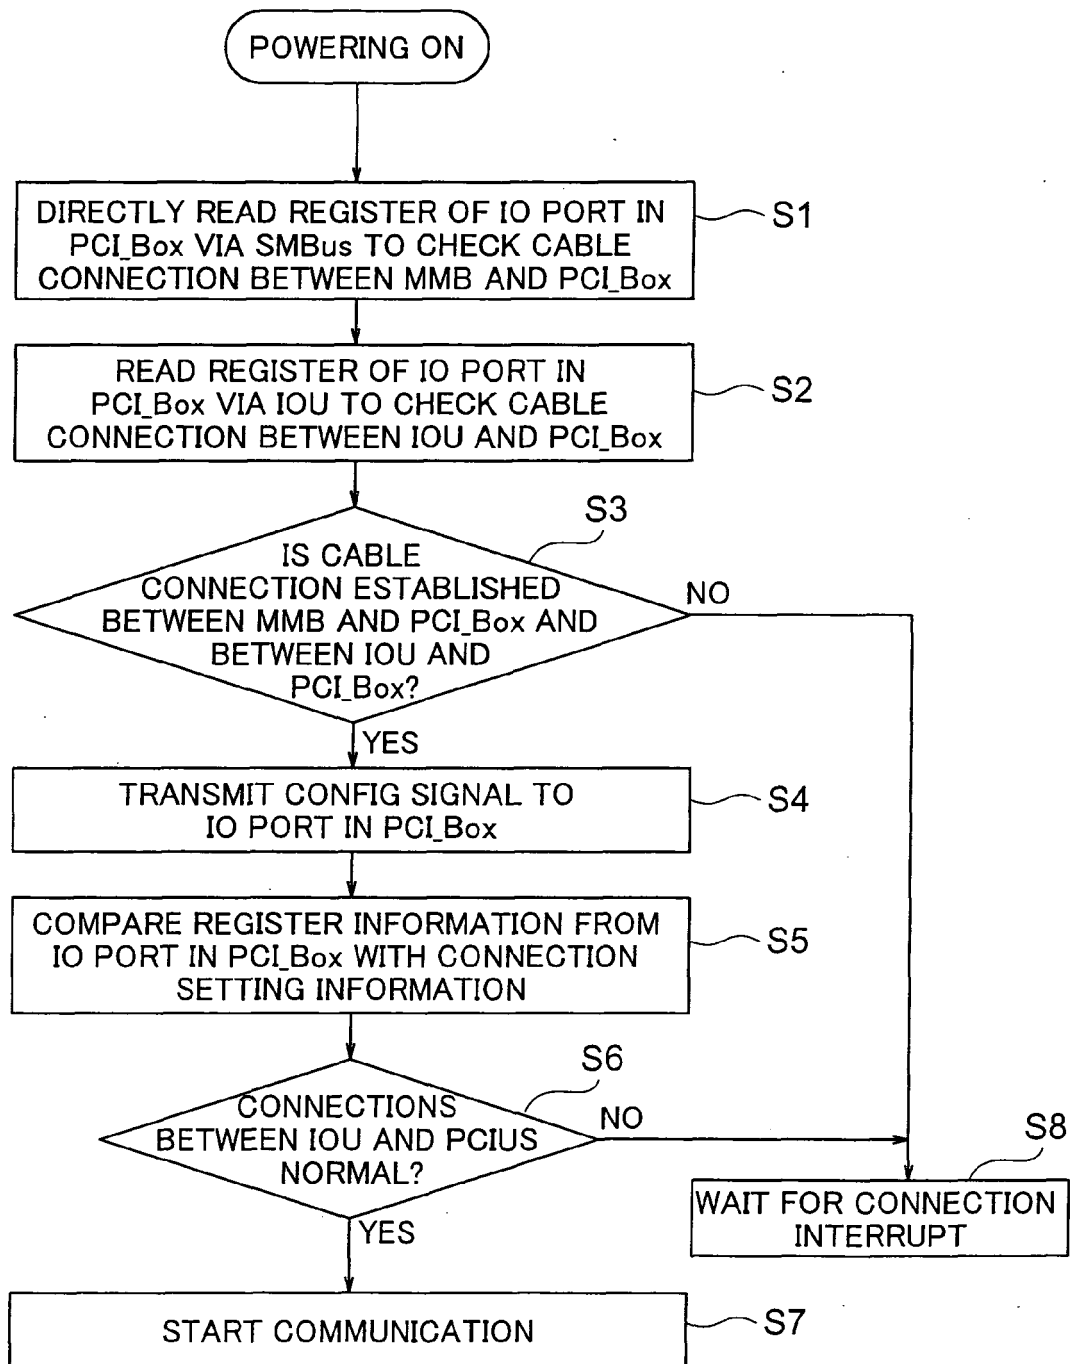 POWERING ON
DIRECTLY READ REGISTER OF IO PORT IN
PCI_Box VIA SMBus TO CHECK CABLE
CONNECTION BETWEEN MMB AND PCI_Box
S1
READ REGISTER OF IO PORT IN
PCI_Box VIA IOU TO CHECK CABLE
CONNECTION BETWEEN IOU AND PCI_Box
S2
S3
IS CABLE
CONNECTION ESTABLISHED
BETWEEN MMB AND PCI_Box AND
BETWEEN IOU AND
PCI_Box?
NO
YES
TRANSMIT CONFIG SIGNAL TO
IO PORT IN PCI_Box
S4
COMPARE REGISTER INFORMATION FROM
IO PORT IN PCI_Box WITH CONNECTION
SETTING INFORMATION
S5
S6
CONNECTIONS
BETWEEN IOU AND PCIUS
NORMAL?
NO
YES
S8
WAIT FOR CONNECTION
INTERRUPT
START COMMUNICATION
S7